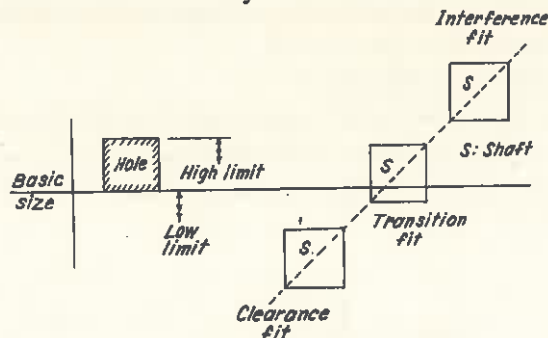 Interference
fit
S
Hole
High limit
S
S: Shaft
Basic
size
Low
limit
Transition
fit
S.
Clearance
fit